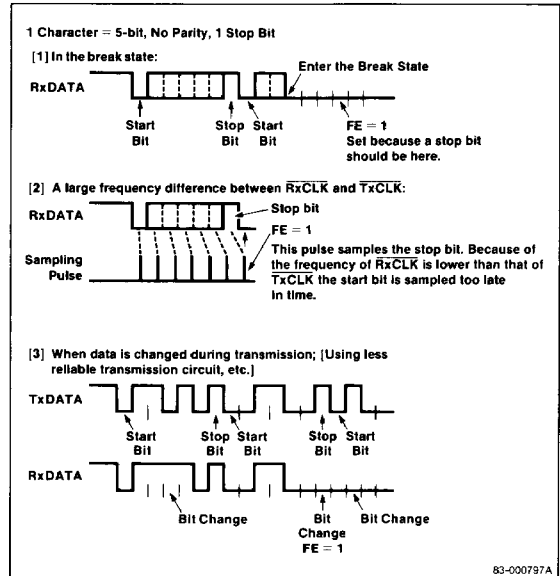 1 Character = 5-bit, No Parity, 1 Stop Bit
[1] In the break state:
RxDATA
Enter the Break State
Start Bit
Stop Bit
Start Bit
FE = 1
Set because a stop bit
should be here.
[2] A large frequency difference between RxCLK and TxCLK:
RxDATA
Stop bit
FE = 1
Sampling Pulse
This pulse samples the stop bit. Because of
the frequency of RxCLK is lower than that of
TxCLK the start bit is sampled too late
in time.
[3] When data is changed during transmission; [Using less
reliable transmission circuit, etc.]
TxDATA
Start Bit
Stop Bit
Start Bit
Stop Bit
Start Bit
RxDATA
Bit Change
Bit Change
FE = 1
Bit Change
83-000797A